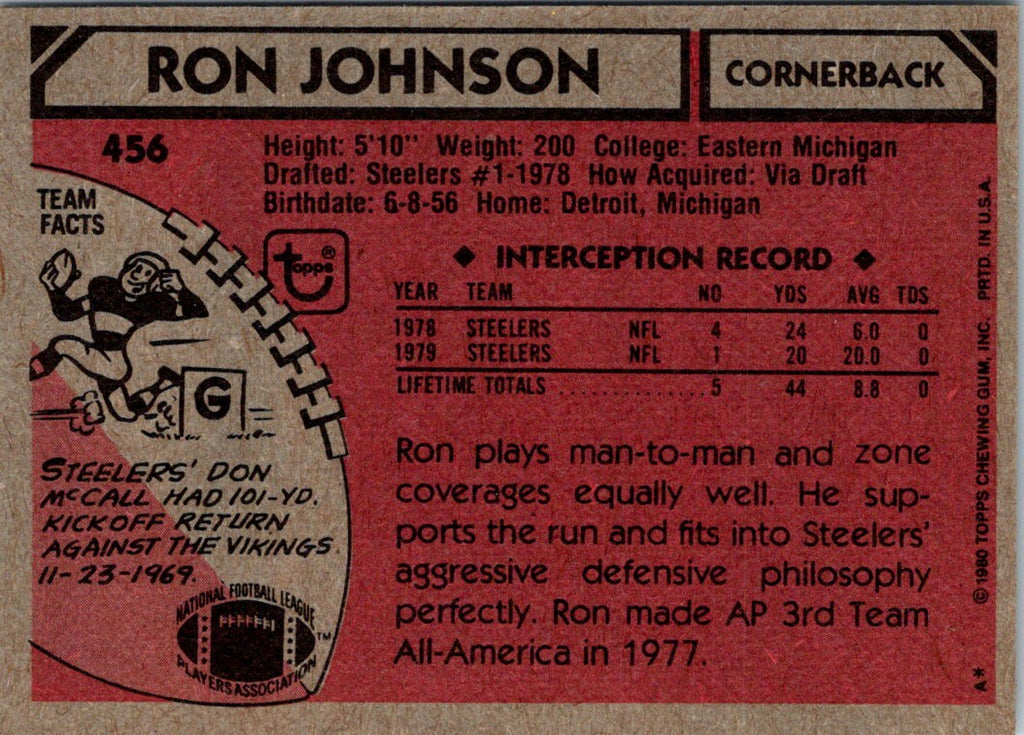 RON JOHNSON
CORNERBACK
456
Height: 5'10" Weight: 200 College: Eastern Michigan
Drafted: Steelers #1-1978 How Acquired: Via Draft
Birthdate: 6-8-56 Home: Detroit, Michigan
TEAM
FACTS
topps®
◆ INTERCEPTION RECORD ◆
YEAR TEAM NO YDS AVG TDS
1978 STEELERS NFL 4 24 6.0 0
1979 STEELERS NFL 1 20 20.0 0
LIFETIME TOTALS .................. 5 44 8.8 0
G
STEELERS' DON
McCALL HAD 101-YD.
KICKOFF RETURN
AGAINST THE VIKINGS
11-23-1969.
NATIONAL FOOTBALL LEAGUE
PLAYERS ASSOCIATION
TM
Ron plays man-to-man and zone
coverages equally well. He sup-
ports the run and fits into Steelers'
aggressive defensive philosophy
perfectly. Ron made AP 3rd Team
All-America in 1977.
A* © 1980 TOPPS CHEWING GUM, INC. PRTD. IN U.S.A.